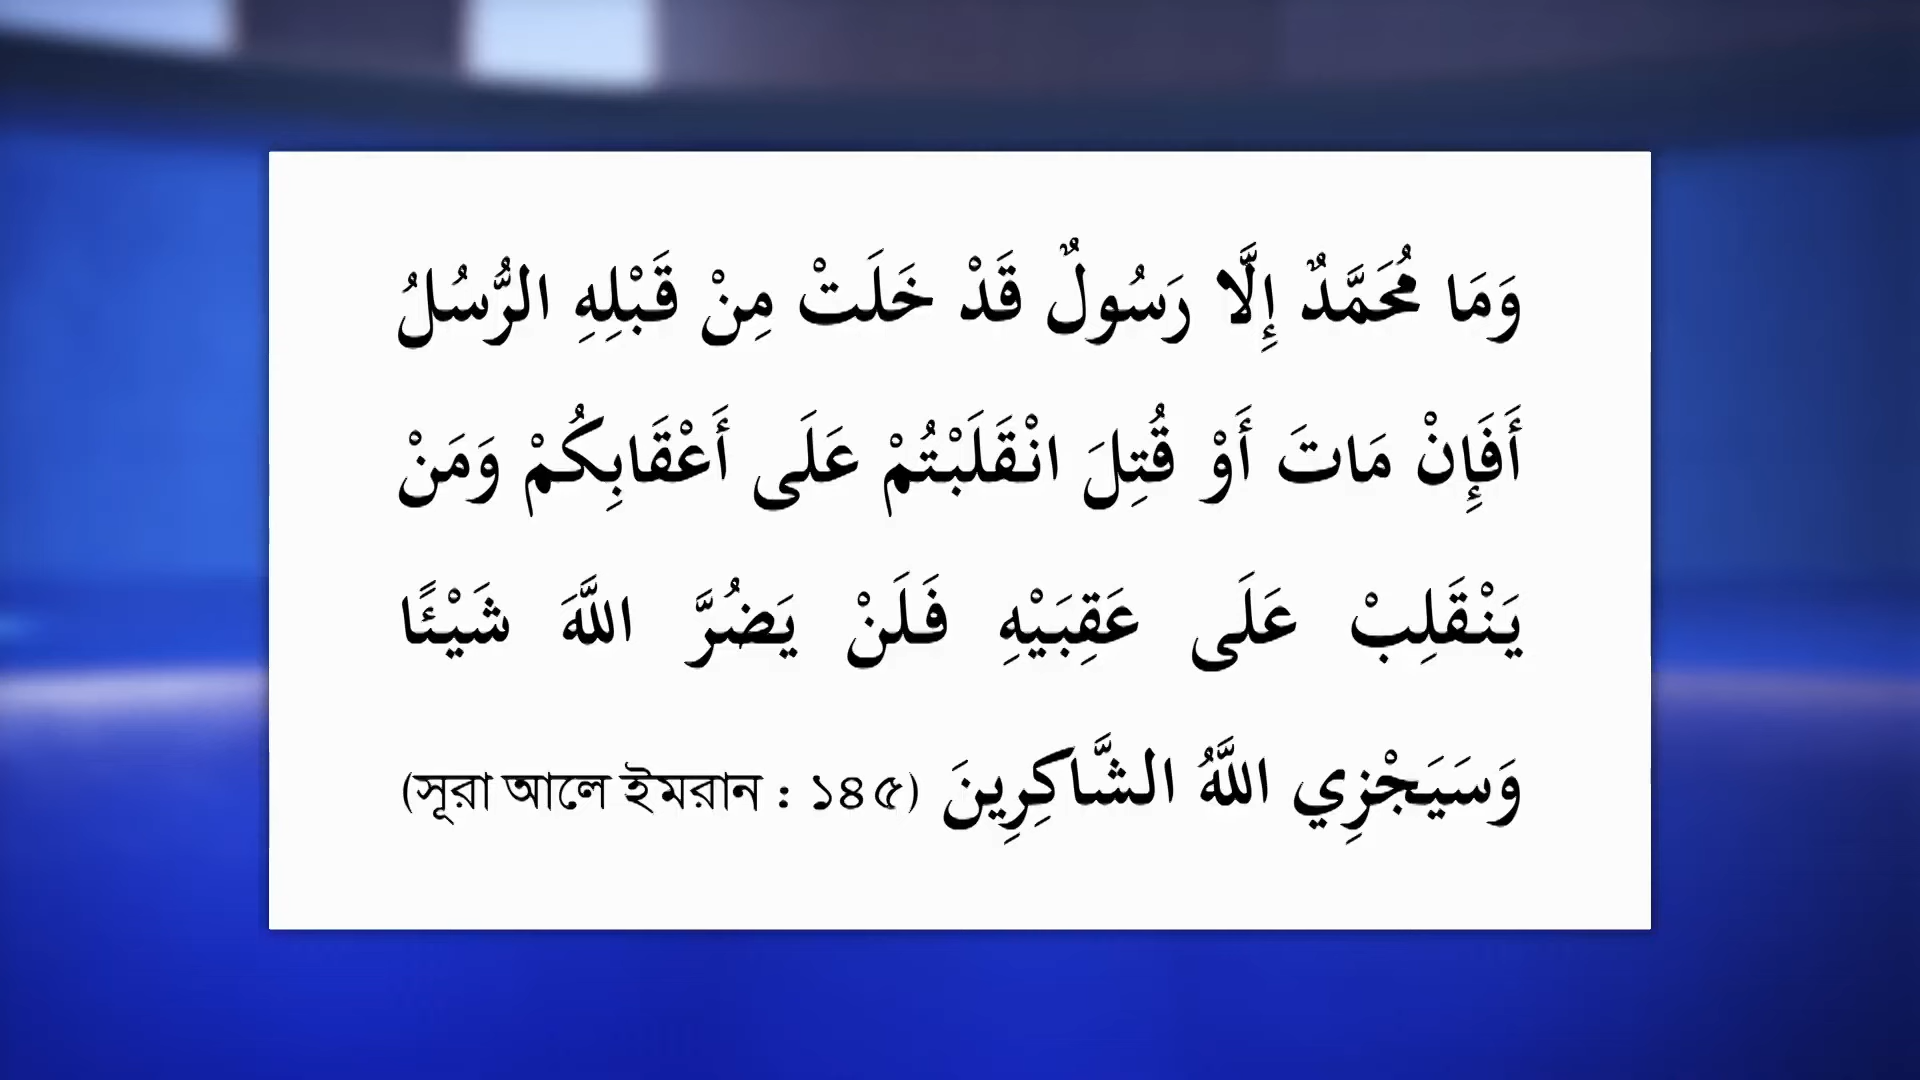 وَمَا مُحَمَّدٌ إِلَّا رَسُولٌ قَدْ خَلَتْ مِنْ قَبْلِهِ الرُّسُلُ
أَفَإِنْ مَاتَ أَوْ قُتِلَ انْقَلَبْتُمْ عَلَى أَعْقَابِكُمْ وَمَنْ
يَنْقَلِبْ عَلَى عَقِبَيْهِ فَلَنْ يَضُرَّ اللَّهَ شَيْئًا
وَسَيَجْزِي اللَّهُ الشَّاكِرِينَ (সূরা আলে ইমরান : ১৪৫)